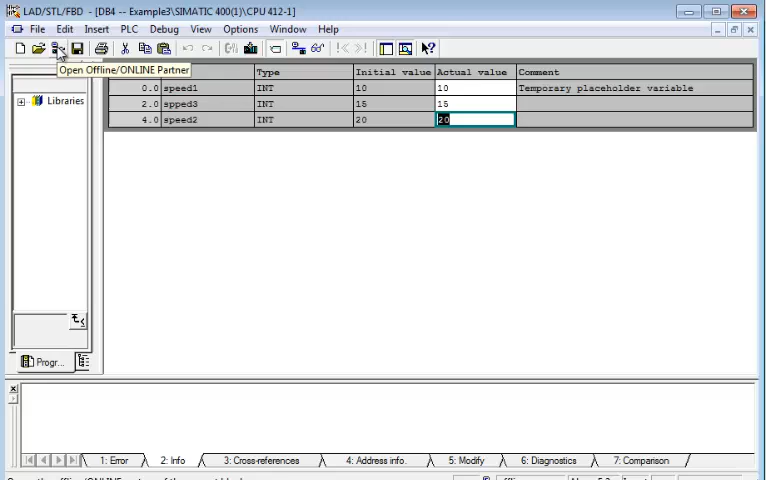 LAD/STL/FBD - [DB4 -- Example3\SIMATIC 400(1)\CPU 412-1]
File Edit Insert PLC Debug View Options Window Help
Open Offline/ONLINE Partner
Type Initial value Actual value Comment
0.0 speed1 INT 10 10 Temporary placeholder variable
2.0 spped3 INT 15 15
4.0 speed2 INT 20 20
Libraries
Progr...
1: Error 2: Info 3: Cross-references 4: Address info. 5: Modify 6: Diagnostics 7: Comparison